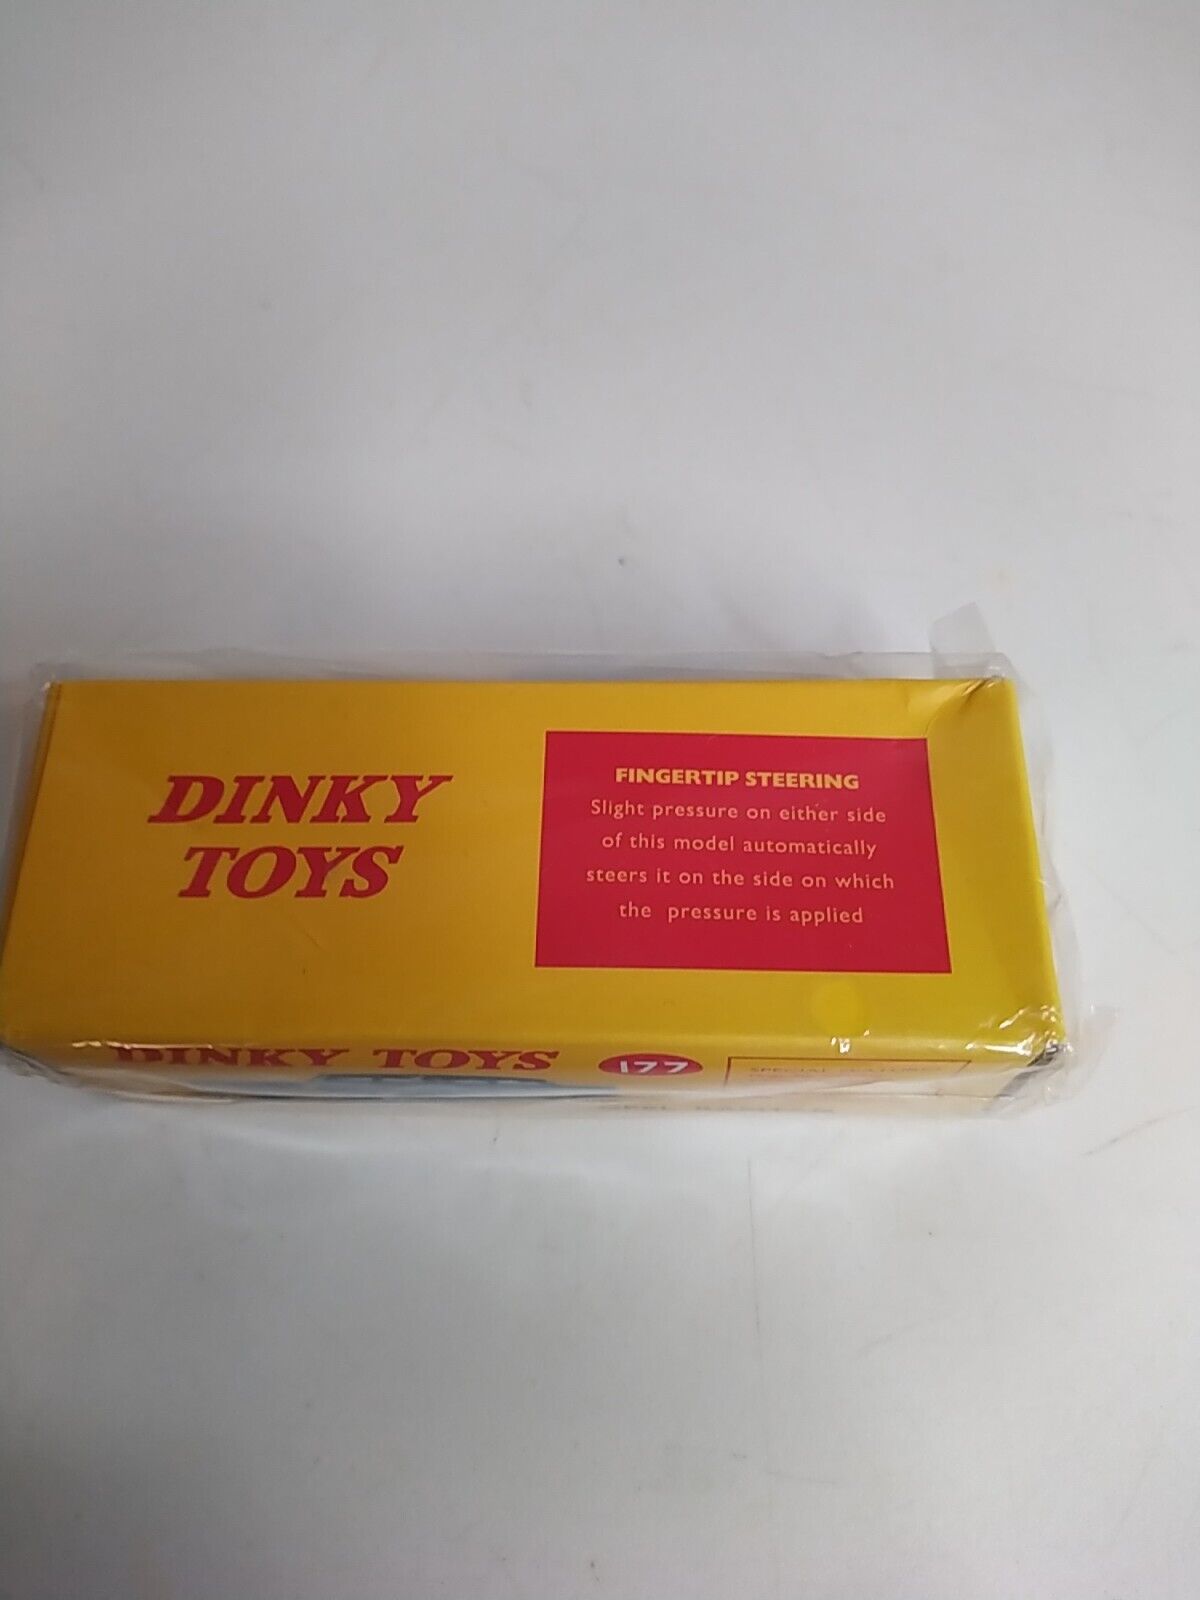 DINKY
TOYS
FINGERTIP STEERING
Slight pressure on either side
of this model automatically
steers it on the side on which
the pressure is applied
DINKY TOYS
177
SPECIAL